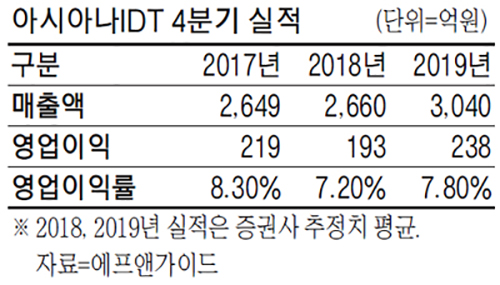 아시아나IDT 4분기 실적 (단위=억원)
구분 2017년 2018년 2019년
매출액 2,649 2,660 3,040
영업이익 219 193 238
영업이익률 8.30% 7.20% 7.80%
※ 2018, 2019년 실적은 증권사 추정치 평균.
자료=에프앤가이드